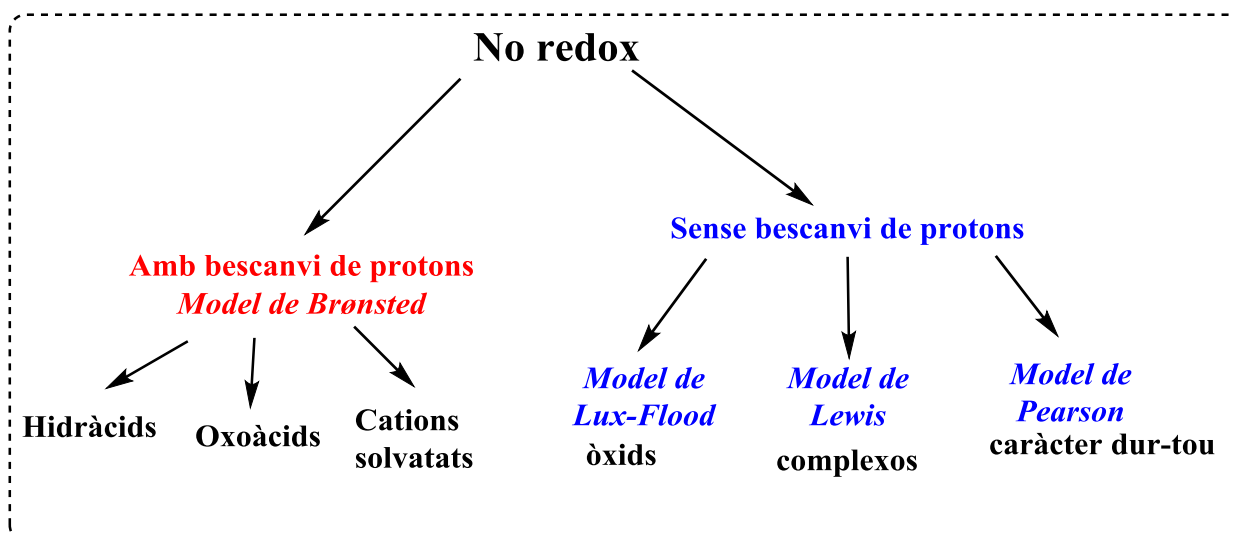 No redox
Amb bescanvi de protons
Model de Brønsted
Hidràcids
Oxoàcids
Cations
solvatats
Sense bescanvi de protons
Model de
Lux-Flood
òxids
Model de
Lewis
complexos
Model de
Pearson
caràcter dur-tou